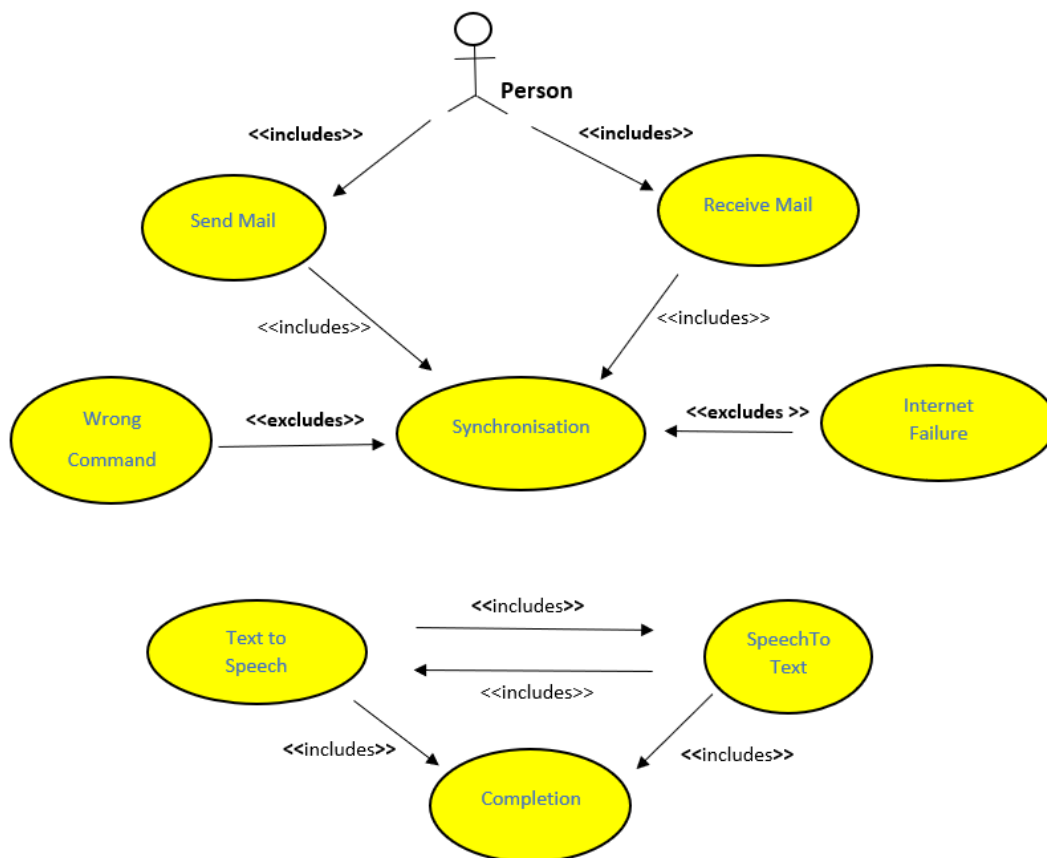 Person
<<includes>>
<<includes>>
Send Mail
Receive Mail
<<includes>>
<<includes>>
Wrong
Command
<<excludes>>
Synchronisation
<<excludes >>
Internet
Failure
<<includes>>
Text to
Speech
SpeechTo
Text
<<includes>>
<<includes>>
<<includes>>
Completion